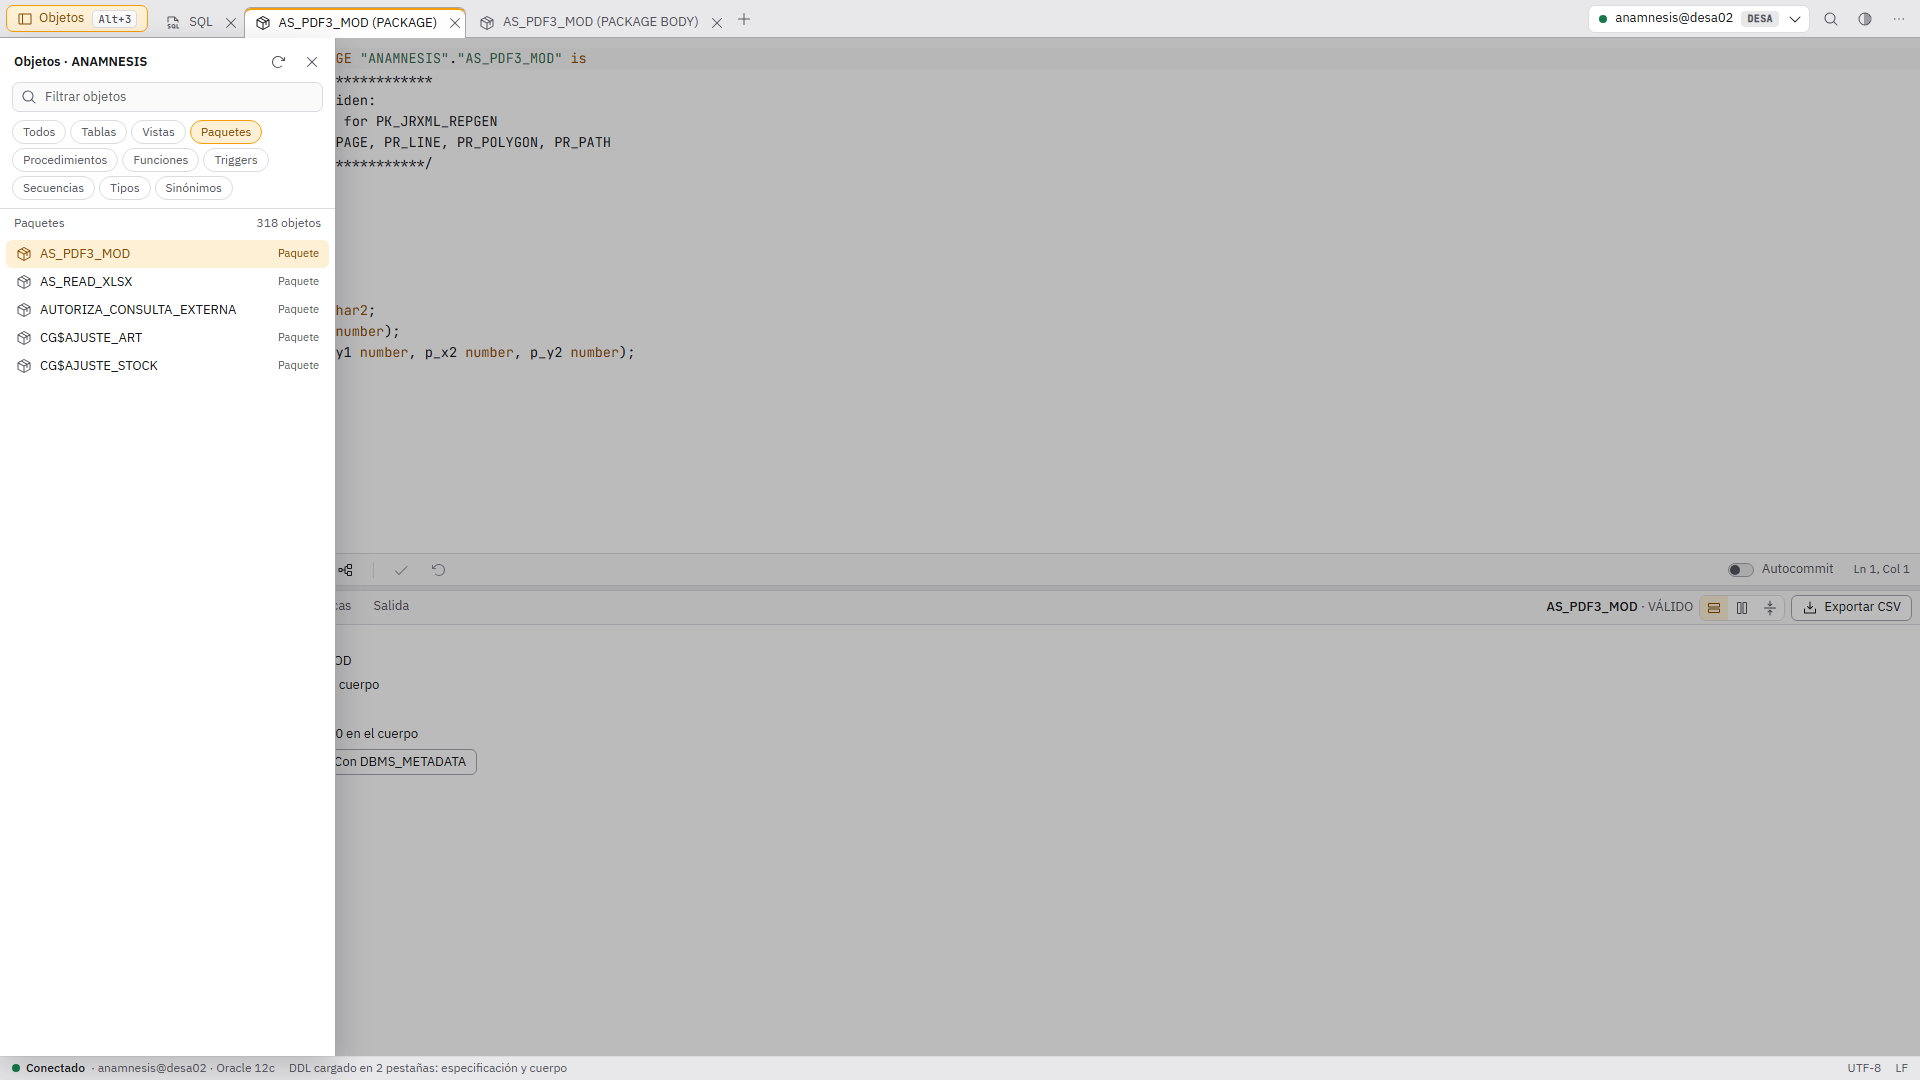 Objetos Alt+3 SQL AS_PDF3_MOD (PACKAGE) AS_PDF3_MOD (PACKAGE BODY) anamnesis@desa02 DESA
Objetos · ANAMNESIS
Filtrar objetos
Todos Tablas Vistas Paquetes
Procedimientos Funciones Triggers
Secuencias Tipos Sinónimos
Paquetes 318 objetos
AS_PDF3_MOD Paquete
AS_READ_XLSX Paquete
AUTORIZA_CONSULTA_EXTERNA Paquete
CG$AJUSTE_ART Paquete
CG$AJUSTE_STOCK Paquete
GE "ANAMNESIS"."AS_PDF3_MOD" is
************
iden:
for PK_JRXML_REPGEN
PAGE, PR_LINE, PR_POLYGON, PR_PATH
***********/
har2;
number);
y1 number, p_x2 number, p_y2 number);
Autocommit Ln 1, Col 1
cas Salida AS_PDF3_MOD · VÁLIDO Exportar CSV
OD
cuerpo
0 en el cuerpo
Con DBMS_METADATA
Conectado · anamnesis@desa02 · Oracle 12c DDL cargado en 2 pestañas: especificación y cuerpo UTF-8 LF